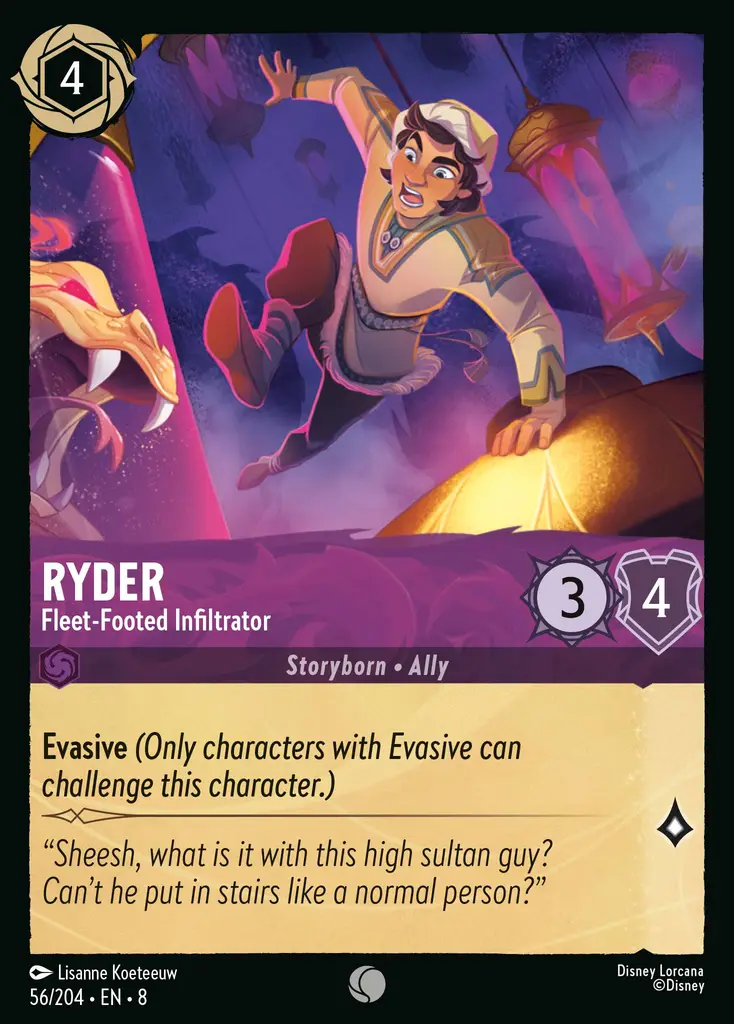 4
RYDER
Fleet-Footed Infiltrator
3
4
Storyborn • Ally
Evasive (Only characters with Evasive can
challenge this character.)
“Sheesh, what is it with this high sultan guy?
Can’t he put in stairs like a normal person?”
Lisanne Koeteeuw
56/204 • EN • 8
Disney Lorcana
©Disney